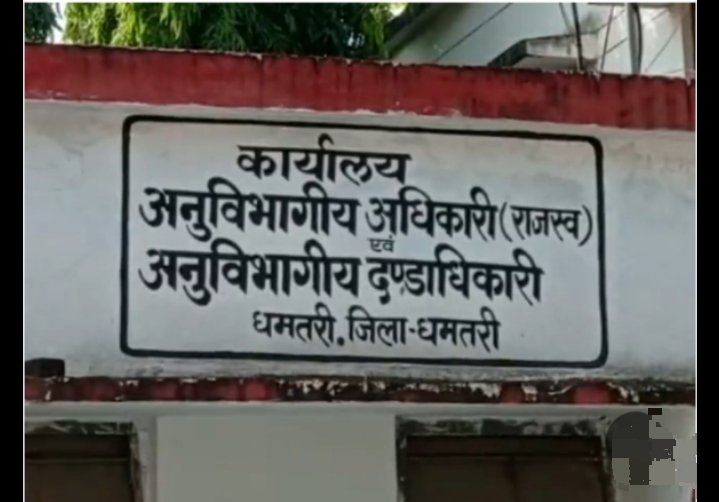 कार्यालय
अनुविभागीय अधिकारी (राजस्व)
एवं
अनुविभागीय दण्डाधिकारी
धमतरी, जिला-धमतरी